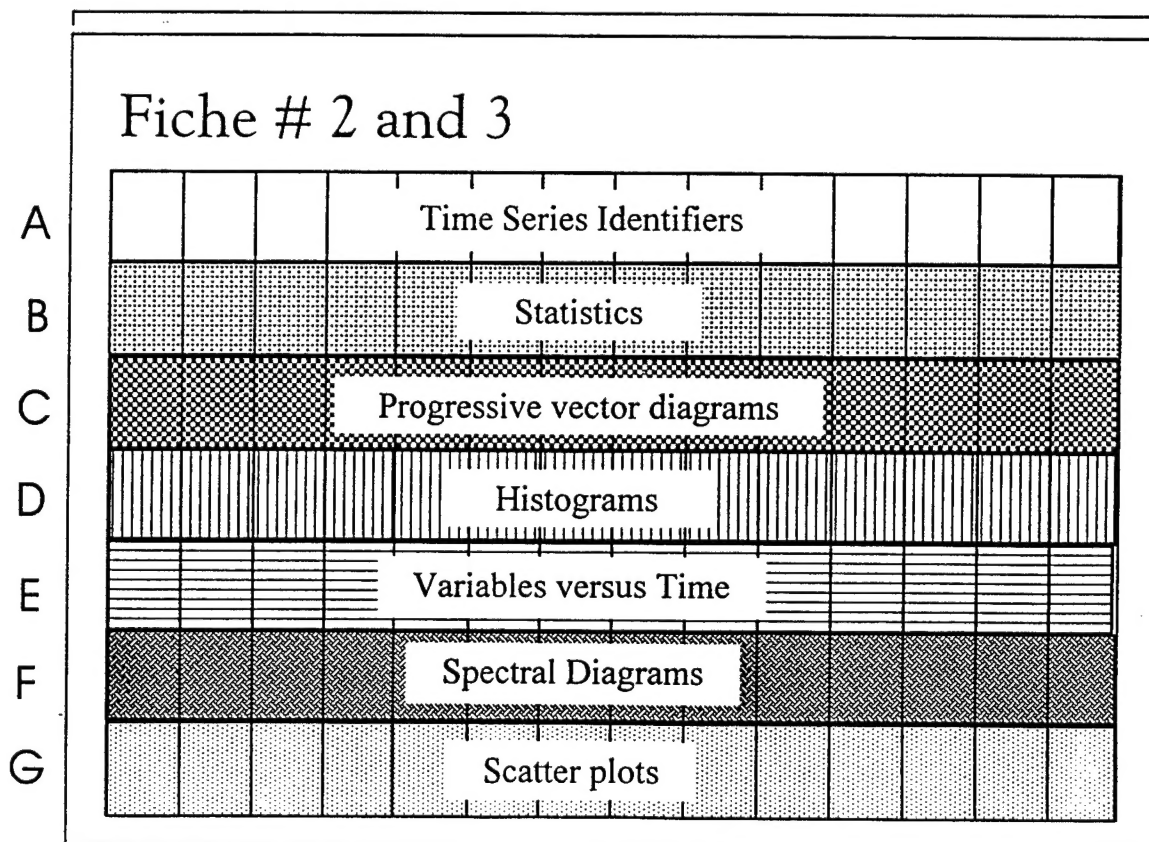 Fiche # 2 and 3
A Time Series Identifiers
B Statistics
C Progressive vector diagrams
D Histograms
E Variables versus Time
F Spectral Diagrams
G Scatter plots